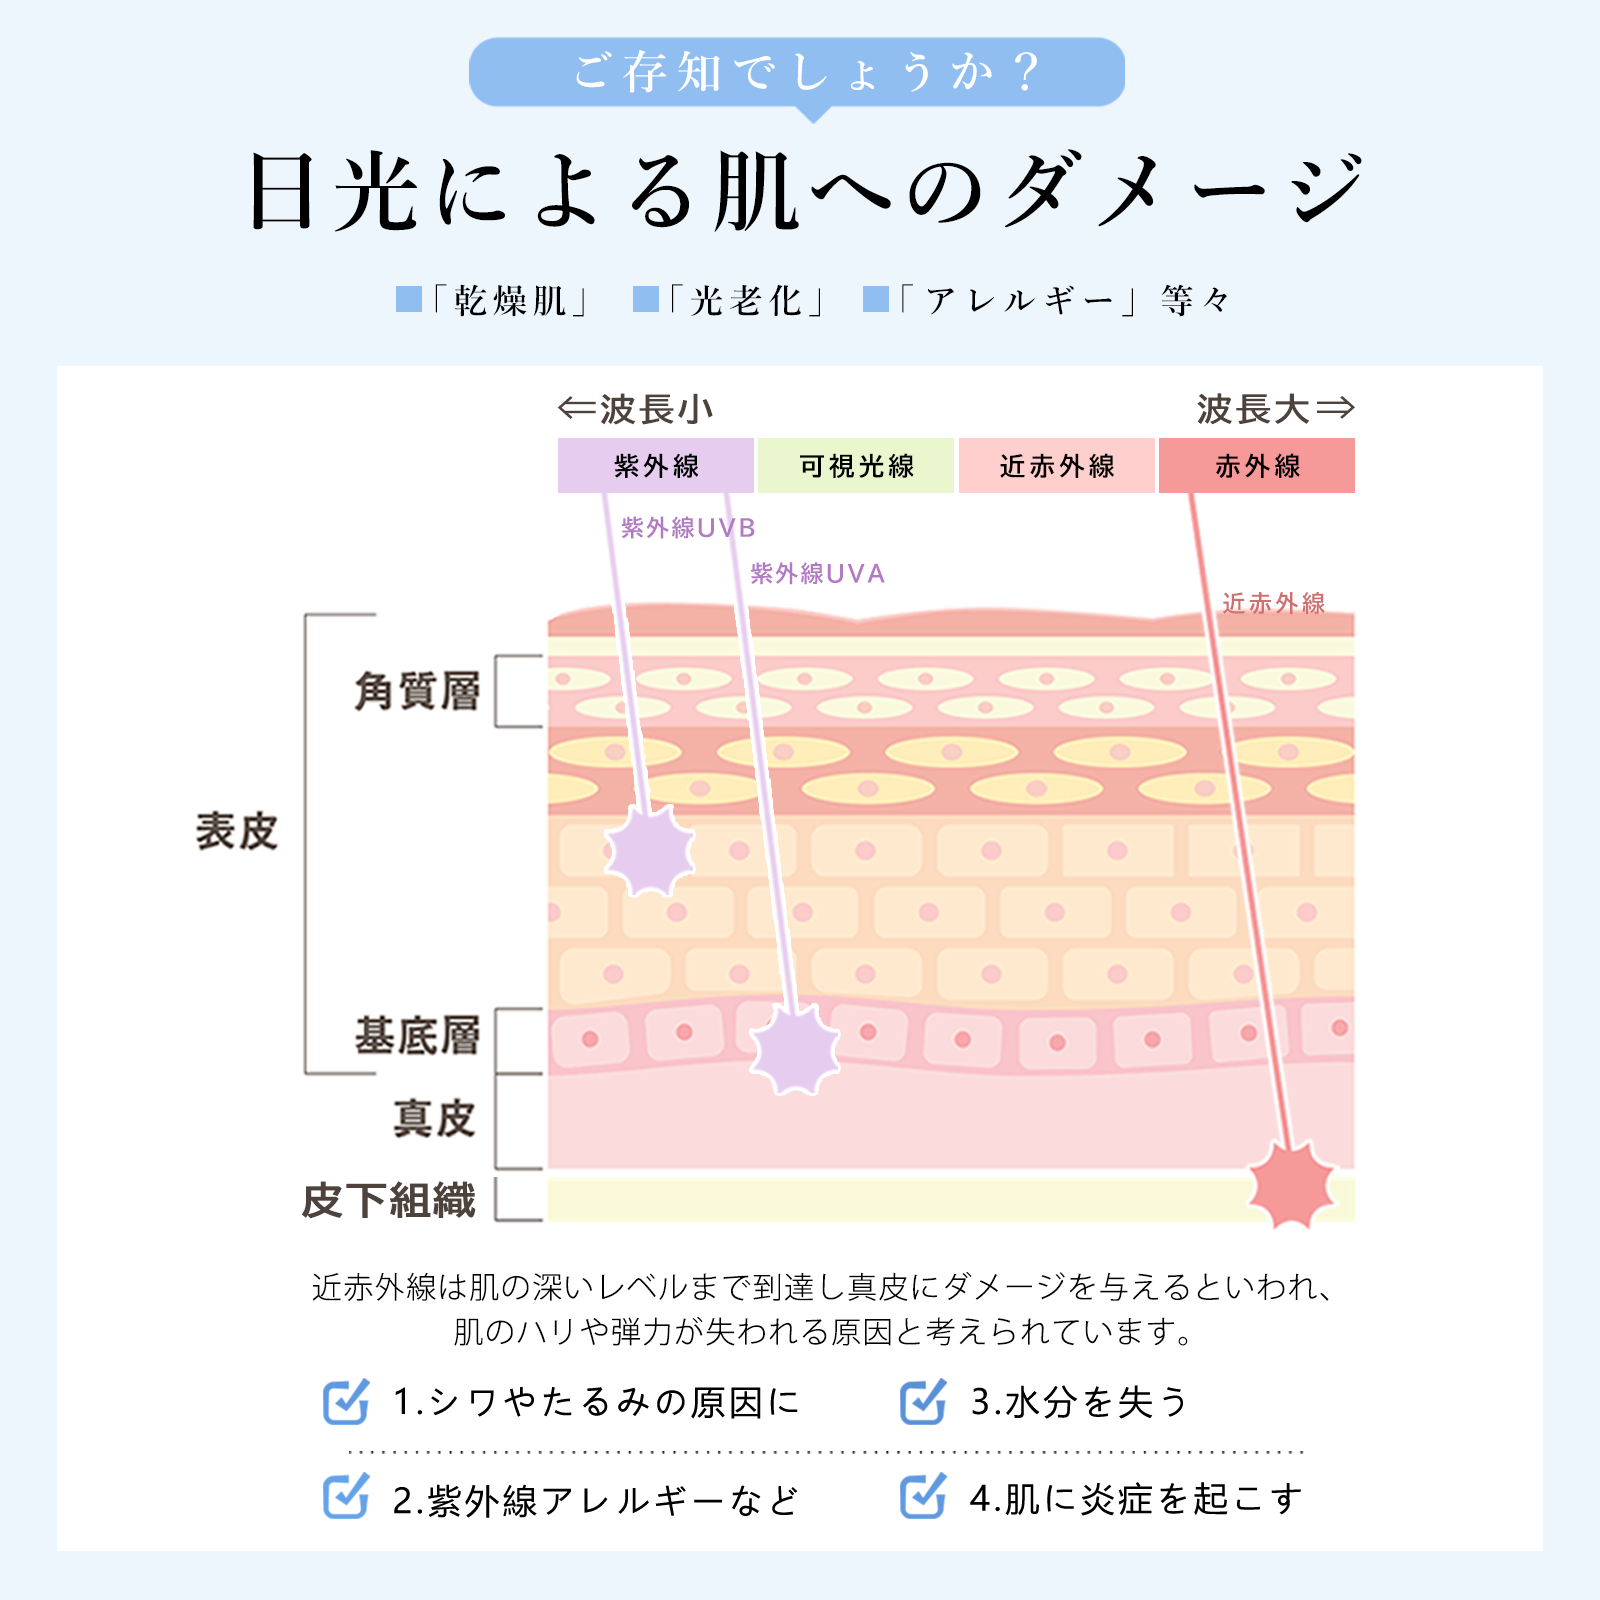 ご存知でしょうか？
日光による肌へのダメージ
■「乾燥肌」 ■「光老化」 ■「アレルギー」等々
⇐波長小 波長大⇒
紫外線 可視光線 近赤外線 赤外線
紫外線UVB
紫外線UVA
近赤外線
角質層
表皮
基底層
真皮
皮下組織
近赤外線は肌の深いレベルまで到達し真皮にダメージを与えるといわれ、
肌のハリや弾力が失われる原因と考えられています。
1.シワやたるみの原因に 3.水分を失う
2.紫外線アレルギーなど 4.肌に炎症を起こす